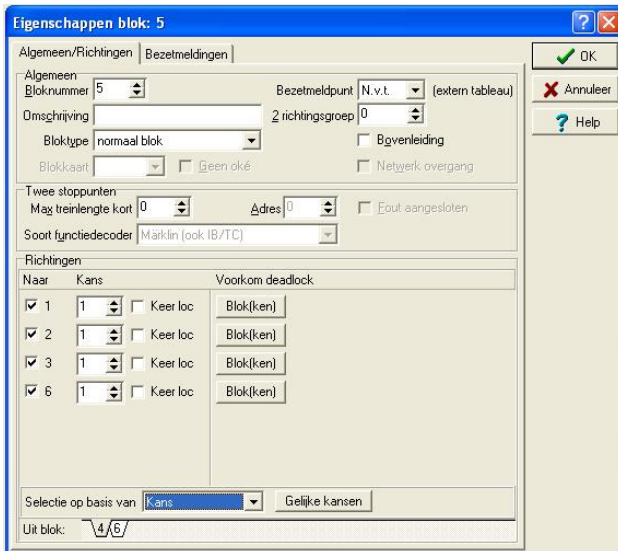 Eigenschappen blok: 5
Algemeen/Richtingen Bezetmeldingen
OK
Annuleer
Help
Algemeen
Bloknummer 5 Bezetmeldpunt N.v.t. (extern tableau)
Omschrijving 2 richtingsgroep 0
Bloktype normaal blok Bovenleiding
Blokkaart Geen oké Netwerk overgang
Twee stoppunten
Max treinlengte kort 0 Adres 0 Fout aangesloten
Soort functiedecoder Märklin (ook IB/TC)
Richtingen
Naar Kans Voorkom deadlock
1 1 Keer loc Blok(ken)
2 1 Keer loc Blok(ken)
3 1 Keer loc Blok(ken)
6 1 Keer loc Blok(ken)
Selectie op basis van Kans Gelijke kansen
Uit blok: 4 6